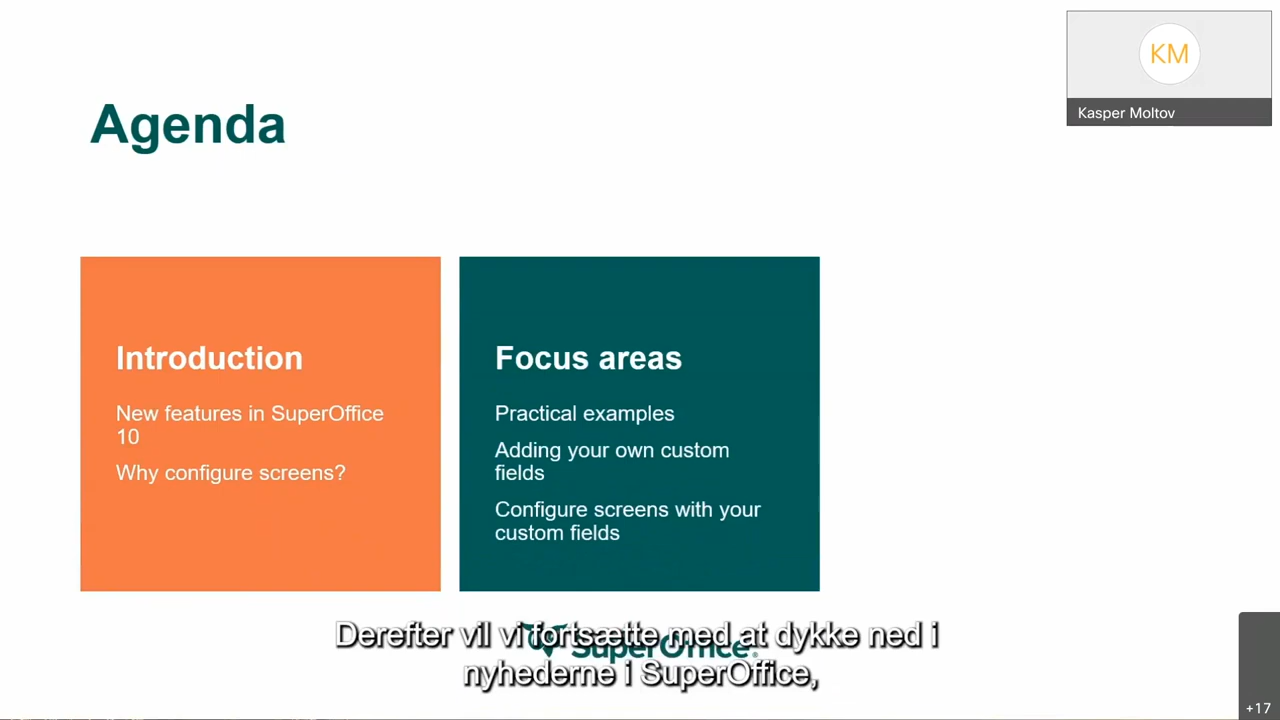 Agenda
KM
Kasper Moltov
Introduction
New features in SuperOffice
10
Why configure screens?
Focus areas
Practical examples
Adding your own custom
fields
Configure screens with your
custom fields
SuperOffice
Derefter vil vi fortsætte med at dykke ned i
nyhederne i SuperOffice,
+17